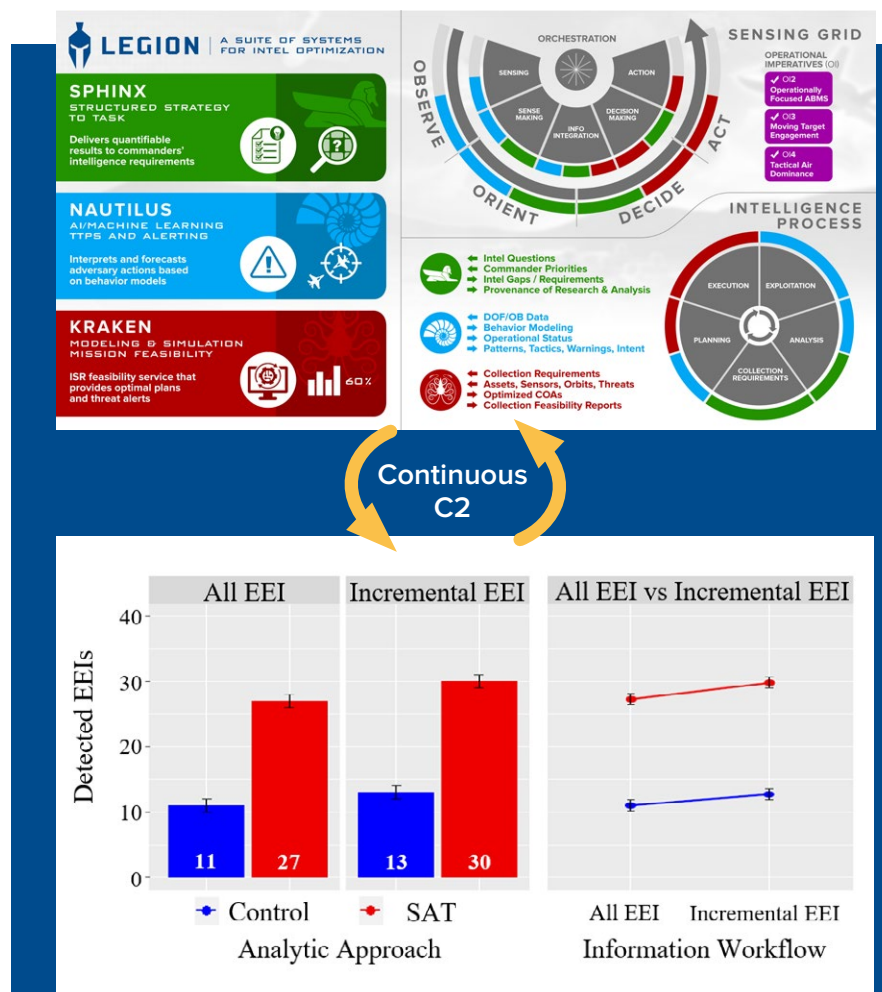 LEGION
A SUITE OF SYSTEMS
FOR INTEL OPTIMIZATION
SPHINX
STRUCTURED STRATEGY
TO TASK
Delivers quantifiable
results to commanders'
intelligence requirements
?
NAUTILUS
AI/MACHINE LEARNING
TTPS AND ALERTING
Interprets and forecasts
adversary actions based
on behavior models
KRAKEN
MODELING & SIMULATION
MISSION FEASIBILITY
ISR feasibility service that
provides optimal plans
and threat alerts
60%
OBSERVE
ORIENT
DECIDE
ACT
ORCHESTRATION
SENSING
SENSE
MAKING
INFO
INTEGRATION
DECISION
MAKING
ACTION
SENSING GRID
OPERATIONAL
IMPERATIVES (OI)
✓ OI2
Operationally
Focused ABMS
✓ OI3
Moving Target
Engagement
✓ OI4
Tactical Air
Dominance
Intel Questions
Commander Priorities
Intel Gaps / Requirements
Provenance of Research & Analysis
DOF/OB Data
Behavior Modeling
Operational Status
Patterns, Tactics, Warnings, Intent
Collection Requirements
Assets, Sensors, Orbits, Threats
Optimized COAs
Collection Feasibility Reports
INTELLIGENCE
PROCESS
EXECUTION
EXPLOITATION
PLANNING
ANALYSIS
COLLECTION
REQUIREMENTS
Continuous
C2
All EEI
Incremental EEI
All EEI vs Incremental EEI
Detected EEIs
40
30
20
10
0
11
27
13
30
Control
SAT
Analytic Approach
All EEI
Incremental EEI
Information Workflow